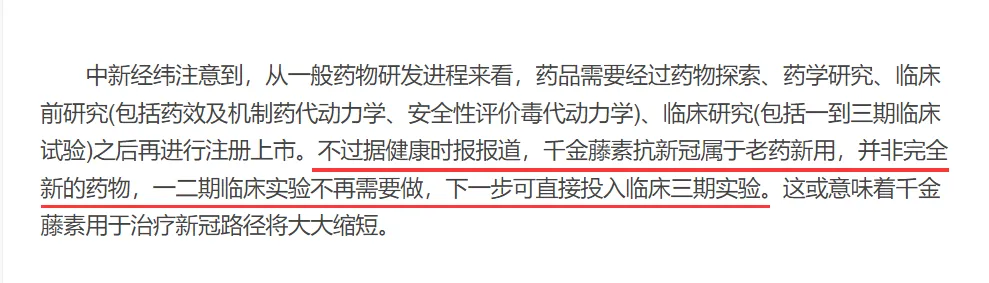 中新经纬注意到，从一般药物研发进程来看，药品需要经过药物探索、药学研究、临床
前研究(包括药效及机制药代动力学、安全性评价毒代动力学)、临床研究(包括一到三期临床
试验)之后再进行注册上市。不过据健康时报报道，千金藤素抗新冠属于老药新用，并非完全
新的药物，一二期临床实验不再需要做，下一步可直接投入临床三期实验。这或意味着千金
藤素用于治疗新冠路径将大大缩短。